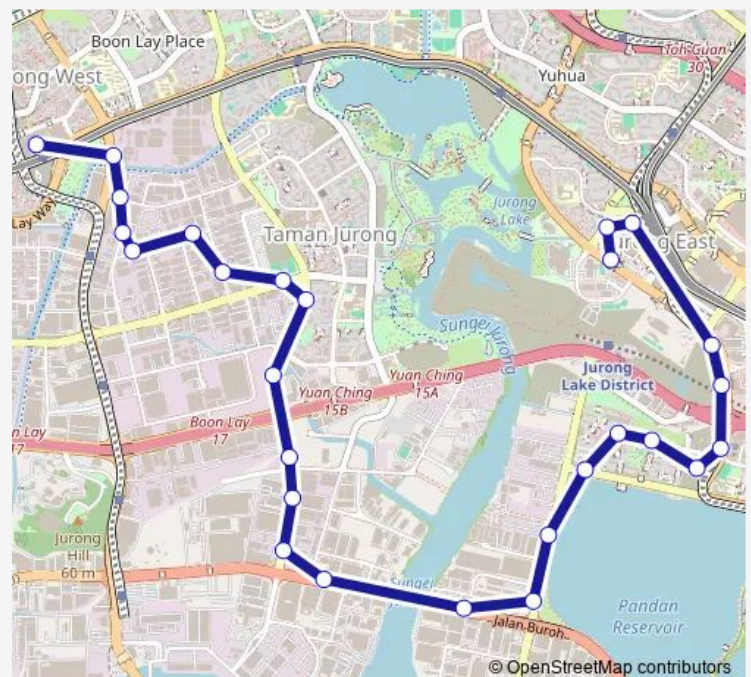 Boon Lay Place
Toh Guan
30
ong West
Yuhua
Lay Way
Jurong
Lake
Taman Jurong
irong East
Sungei Jurong
Jurong
Lake District
Yuan Ching
15A
Yuan Ching
15B
Boon Lay
17
n Lay
17
Jurong
Hill
60 m
Sungei
Jalan Buroh
Pandan
Reservoir
© OpenStreetMap contributors